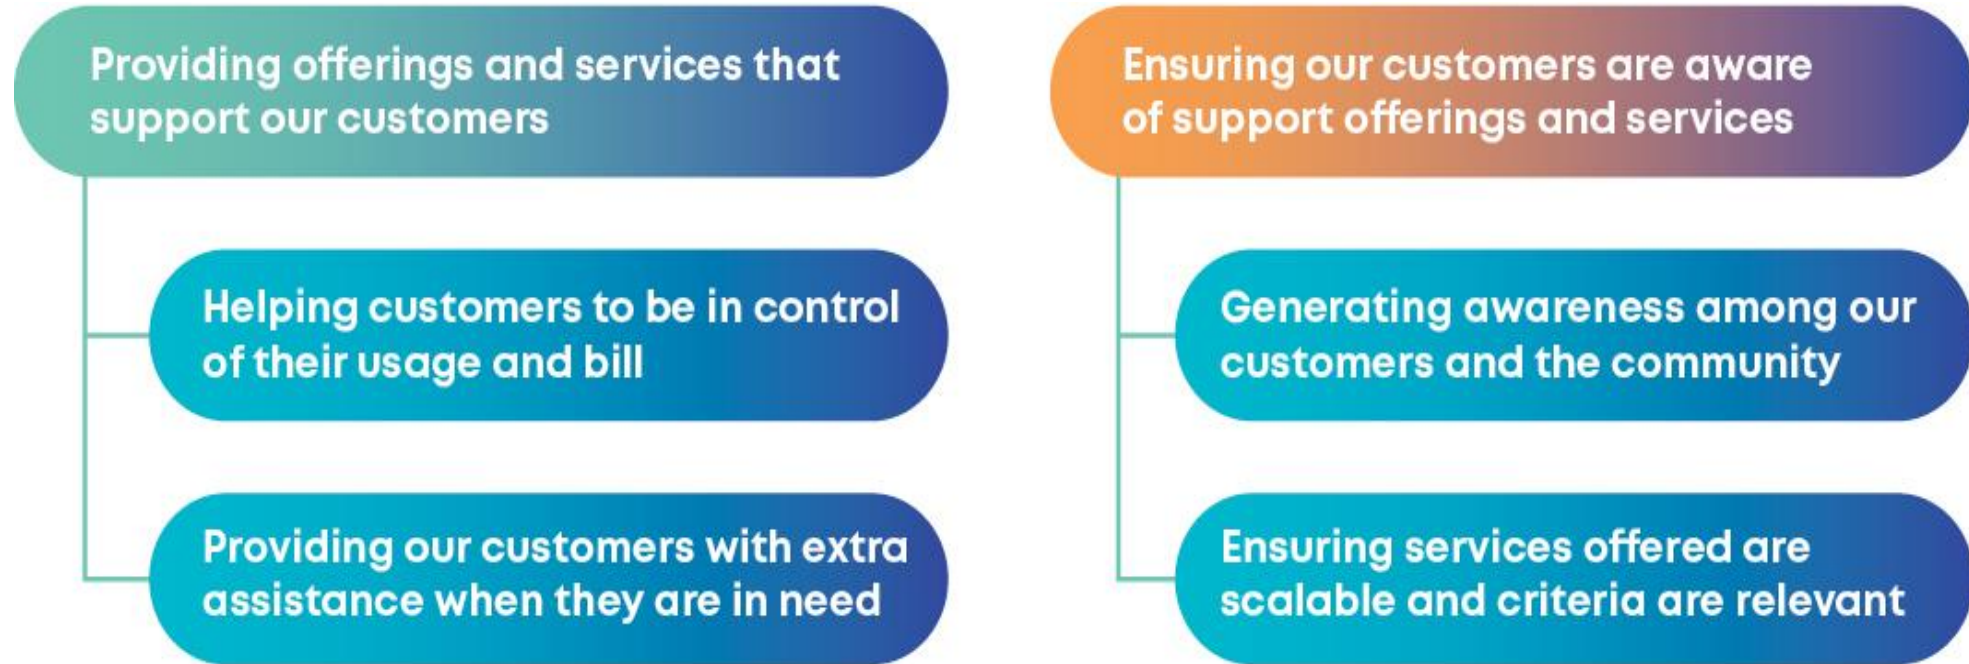 Providing offerings and services that
support our customers
Helping customers to be in control
of their usage and bill
Providing our customers with extra
assistance when they are in need
Ensuring our customers are aware
of support offerings and services
Generating awareness among our
customers and the community
Ensuring services offered are
scalable and criteria are relevant